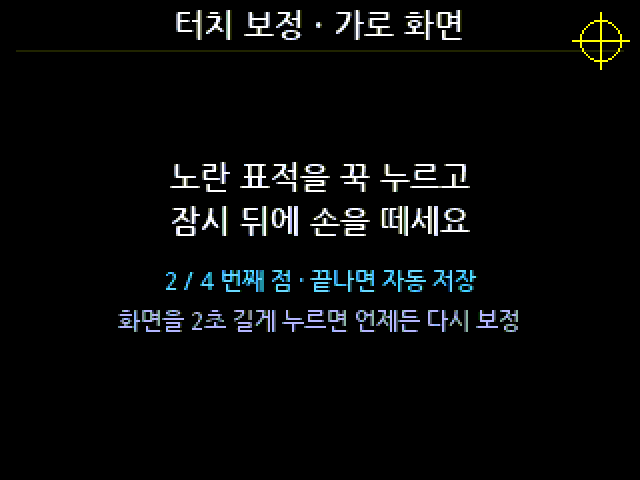 터치 보정 · 가로 화면
노란 표적을 꾹 누르고
잠시 뒤에 손을 떼세요
2 / 4 번째 점 · 끝나면 자동 저장
화면을 2초 길게 누르면 언제든 다시 보정